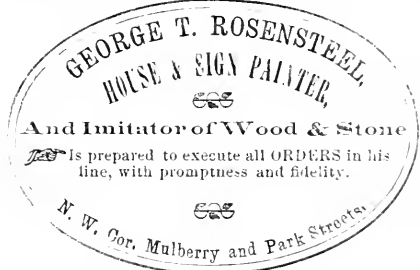 GEORGE T. ROSENSTEEL,
HOUSE & SIGN PAINTER,
And Imitator of Wood & Stone
Is prepared to execute all ORDERS in his
line, with promptness and fidelity.
N. W. Cor. Mulberry and Park Streets.